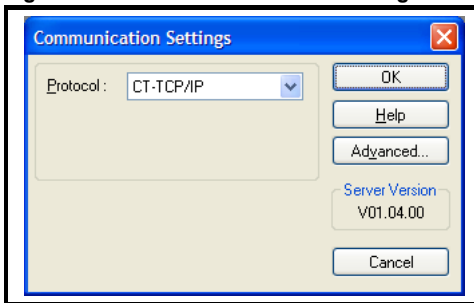 Communication Settings
Protocol : CT-TCP/IP
OK
Help
Advanced...
Server Version
V01.04.00
Cancel